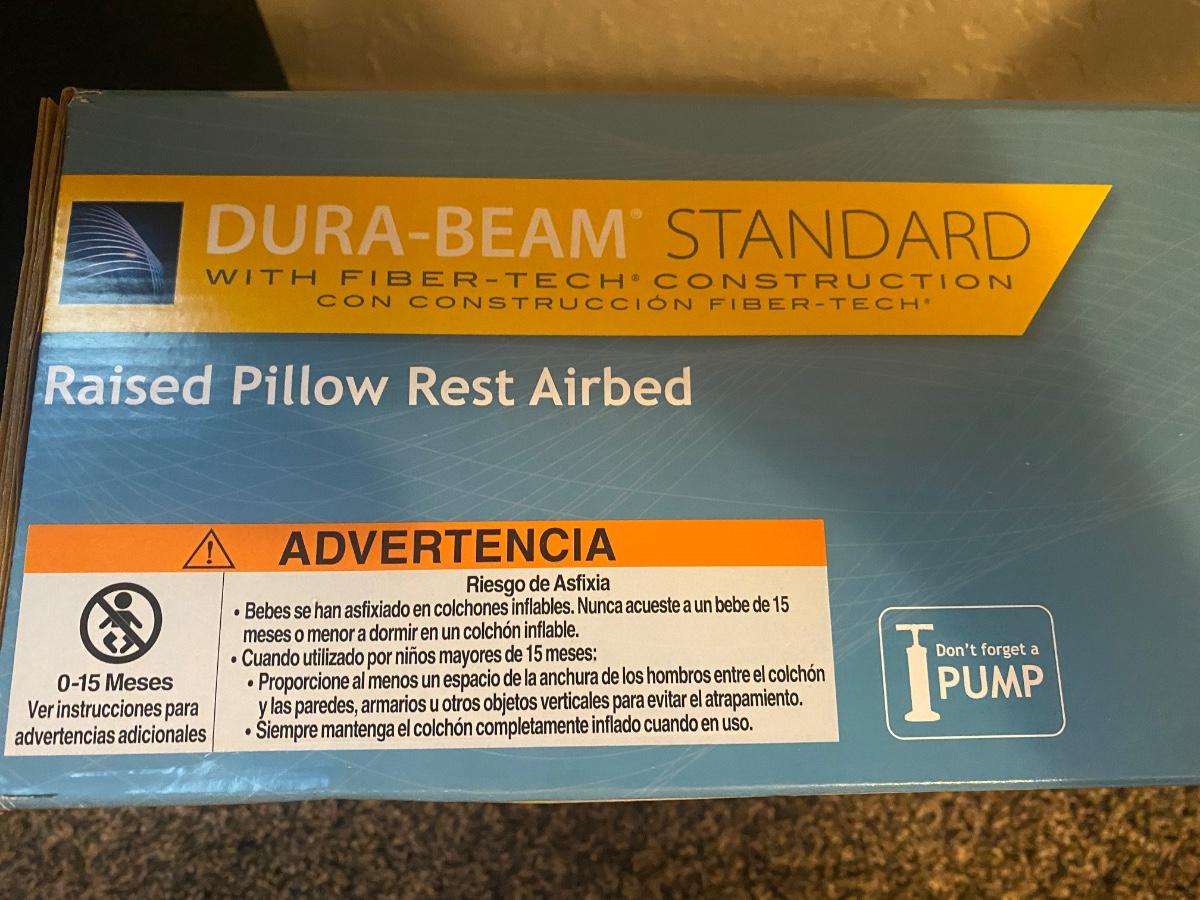 DURA-BEAM® STANDARD
WITH FIBER-TECH® CONSTRUCTION
CON CONSTRUCCIÓN FIBER-TECH®
Raised Pillow Rest Airbed
ADVERTENCIA
0-15 Meses
Ver instrucciones para
advertencias adicionales
Riesgo de Asfixia
• Bebes se han asfixiado en colchones inflables. Nunca acueste a un bebe de 15
meses o menor a dormir en un colchón inflable.
• Cuando utilizado por niños mayores de 15 meses:
• Proporcione al menos un espacio de la anchura de los hombros entre el colchón
y las paredes, armarios u otros objetos verticales para evitar el atrapamiento.
• Siempre mantenga el colchón completamente inflado cuando en uso.
Don't forget a
PUMP